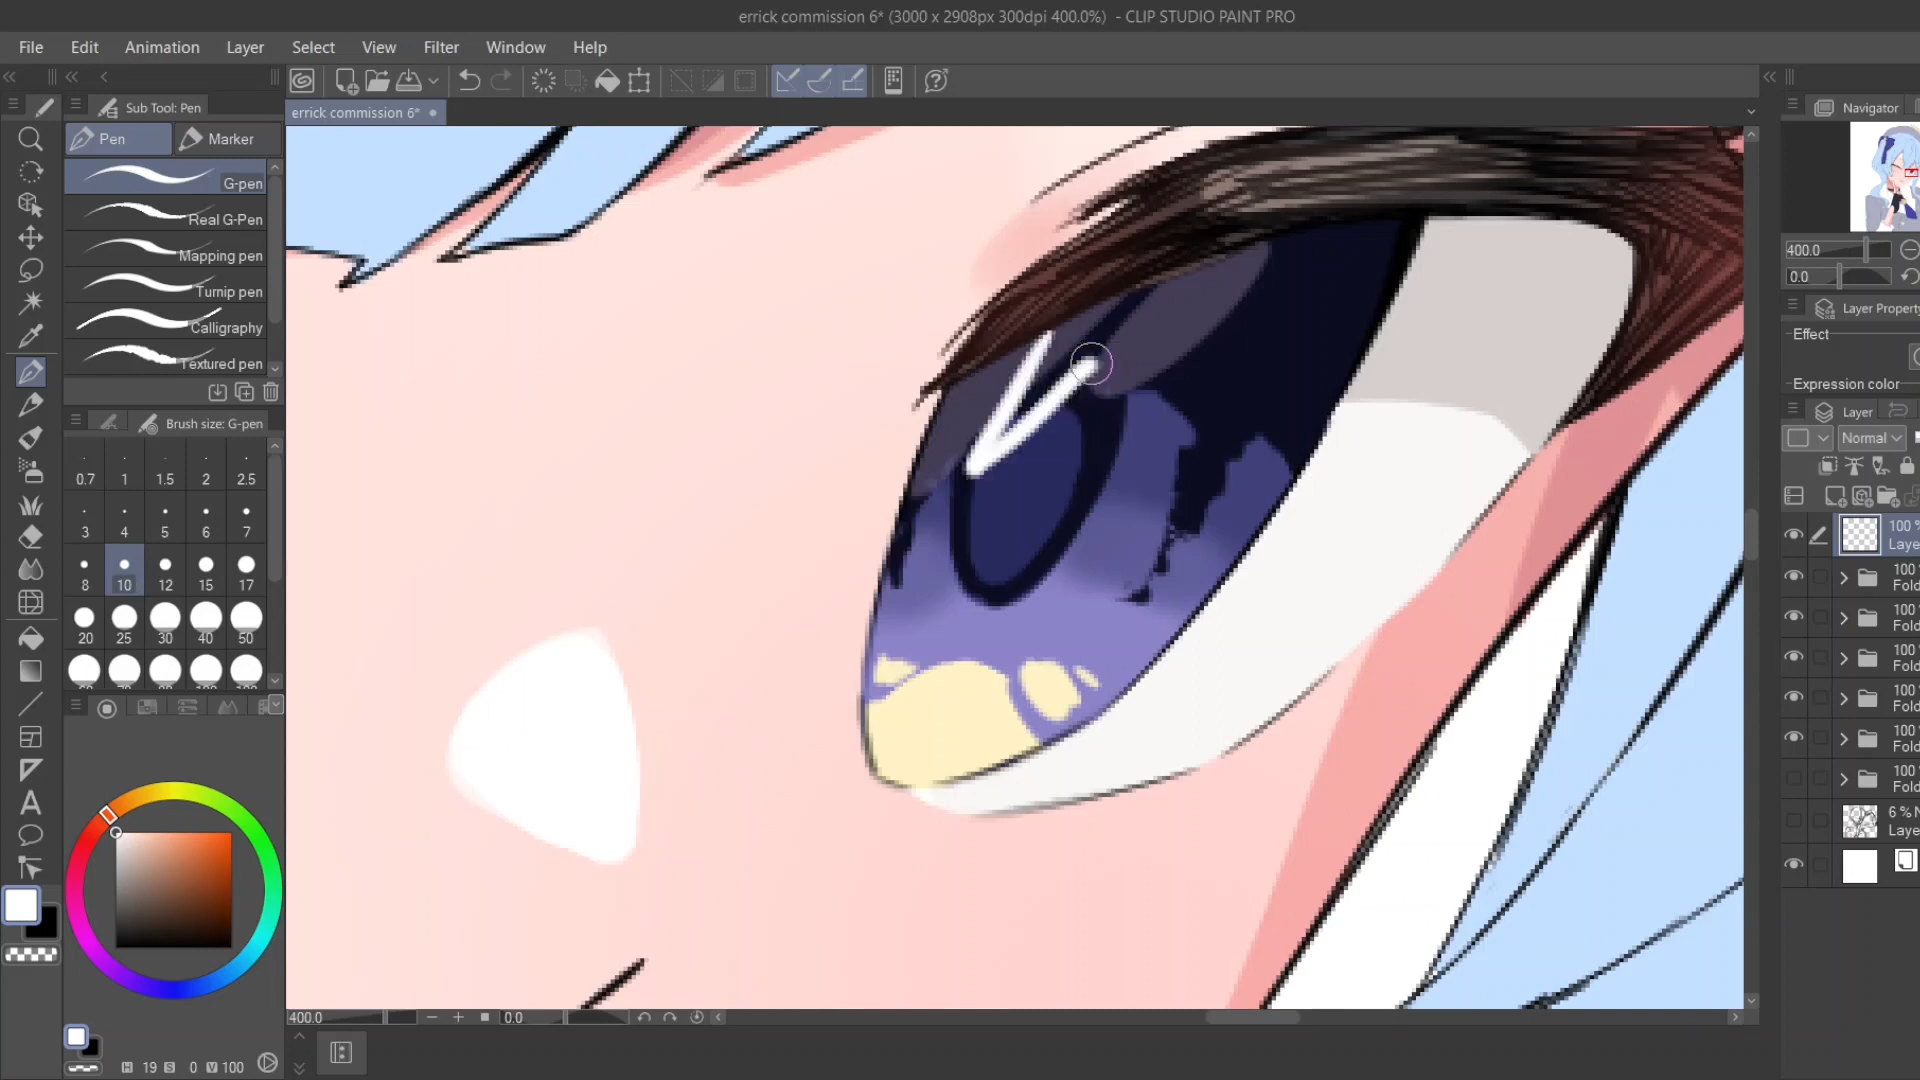 errick commission 6* (3000 x 2908px 300dpi 400.0%)  - CLIP STUDIO PAINT PRO
File Edit Animation Layer Select View Filter Window Help
Sub Tool: Pen
errick commission 6*
Navigator
Pen Marker
G-pen
Real G-Pen
Mapping pen
Turnip pen
Calligraphy
Textured pen
400.0
0.0
Layer Property
Effect
Expression color
Layer
Normal
Brush size: G-pen
0.7 1 1.5 2 2.5
3 4 5 6 7
8 10 12 15 17
20 25 30 40 50
100 %
Laye
100 %
Fold
100 %
Fold
100 %
Fold
100 %
Fold
100 %
Fold
100 %
Fold
6 % N
Laye
A
400.0 0.0
H 19 S 0 V 100